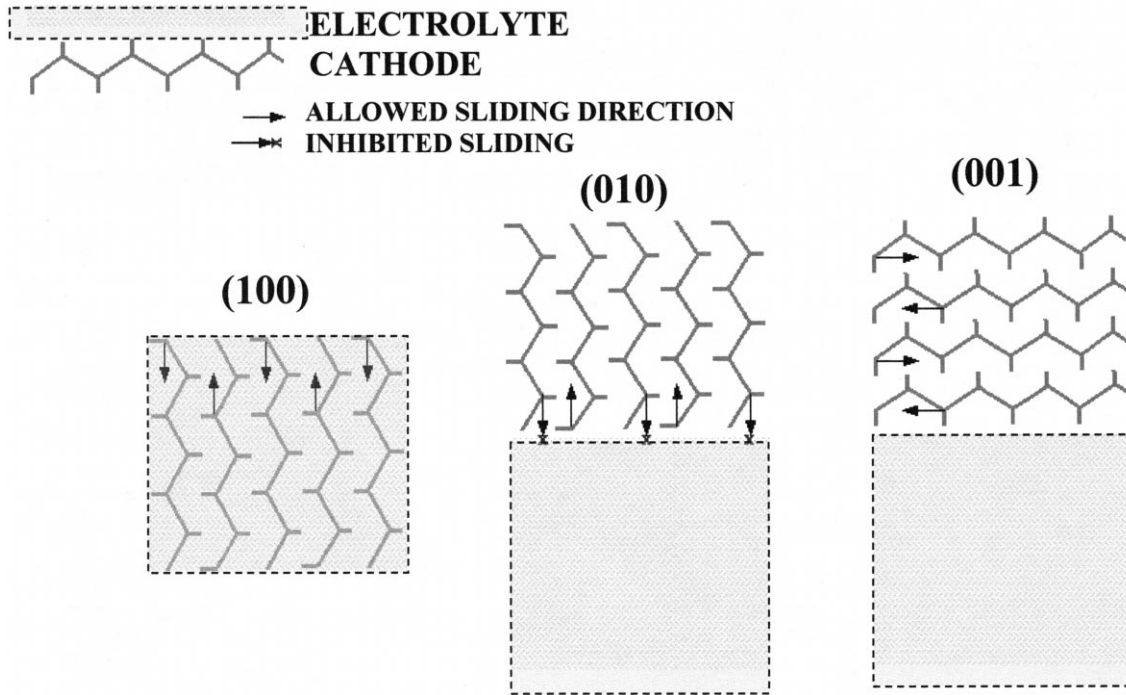 ELECTROLYTE
CATHODE
ALLOWED SLIDING DIRECTION
INHIBITED SLIDING
(010)
(001)
(100)